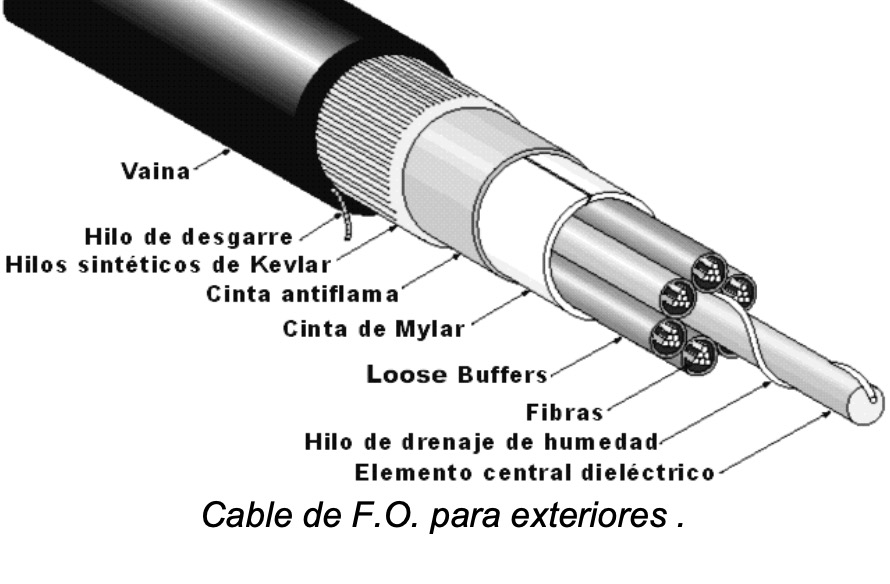 Vaina
Hilo de desgarre
Hilos sintéticos de Kevlar
Cinta antiflama
Cinta de Mylar
Loose Buffers
Fibras
Hilo de drenaje de humedad
Elemento central dieléctrico
Cable de F.O. para exteriores .